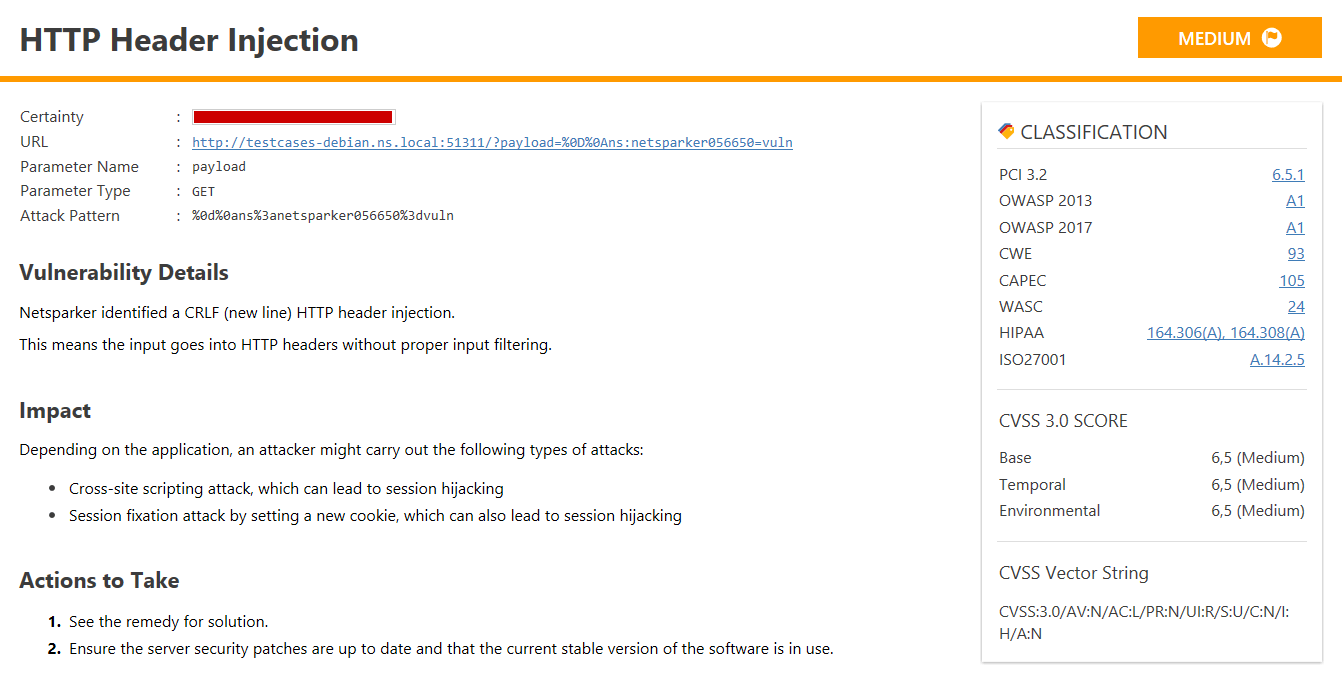 HTTP Header Injection
MEDIUM
Certainty :
URL : http://testcases-debian.ns.local:51311/?payload=%0D%0Ans:netsparker056650=vuln
Parameter Name : payload
Parameter Type : GET
Attack Pattern : %0d%0ans%3anetsparker056650%3dvuln
Vulnerability Details
Netsparker identified a CRLF (new line) HTTP header injection.
This means the input goes into HTTP headers without proper input filtering.
Impact
Depending on the application, an attacker might carry out the following types of attacks:
• Cross-site scripting attack, which can lead to session hijacking
• Session fixation attack by setting a new cookie, which can also lead to session hijacking
Actions to Take
1. See the remedy for solution.
2. Ensure the server security patches are up to date and that the current stable version of the software is in use.
CLASSIFICATION
PCI 3.2 6.5.1
OWASP 2013 A1
OWASP 2017 A1
CWE 93
CAPEC 105
WASC 24
HIPAA 164.306(A), 164.308(A)
ISO27001 A.14.2.5
CVSS 3.0 SCORE
Base 6,5 (Medium)
Temporal 6,5 (Medium)
Environmental 6,5 (Medium)
CVSS Vector String
CVSS:3.0/AV:N/AC:L/PR:N/UI:R/S:U/C:N/I:
H/A:N